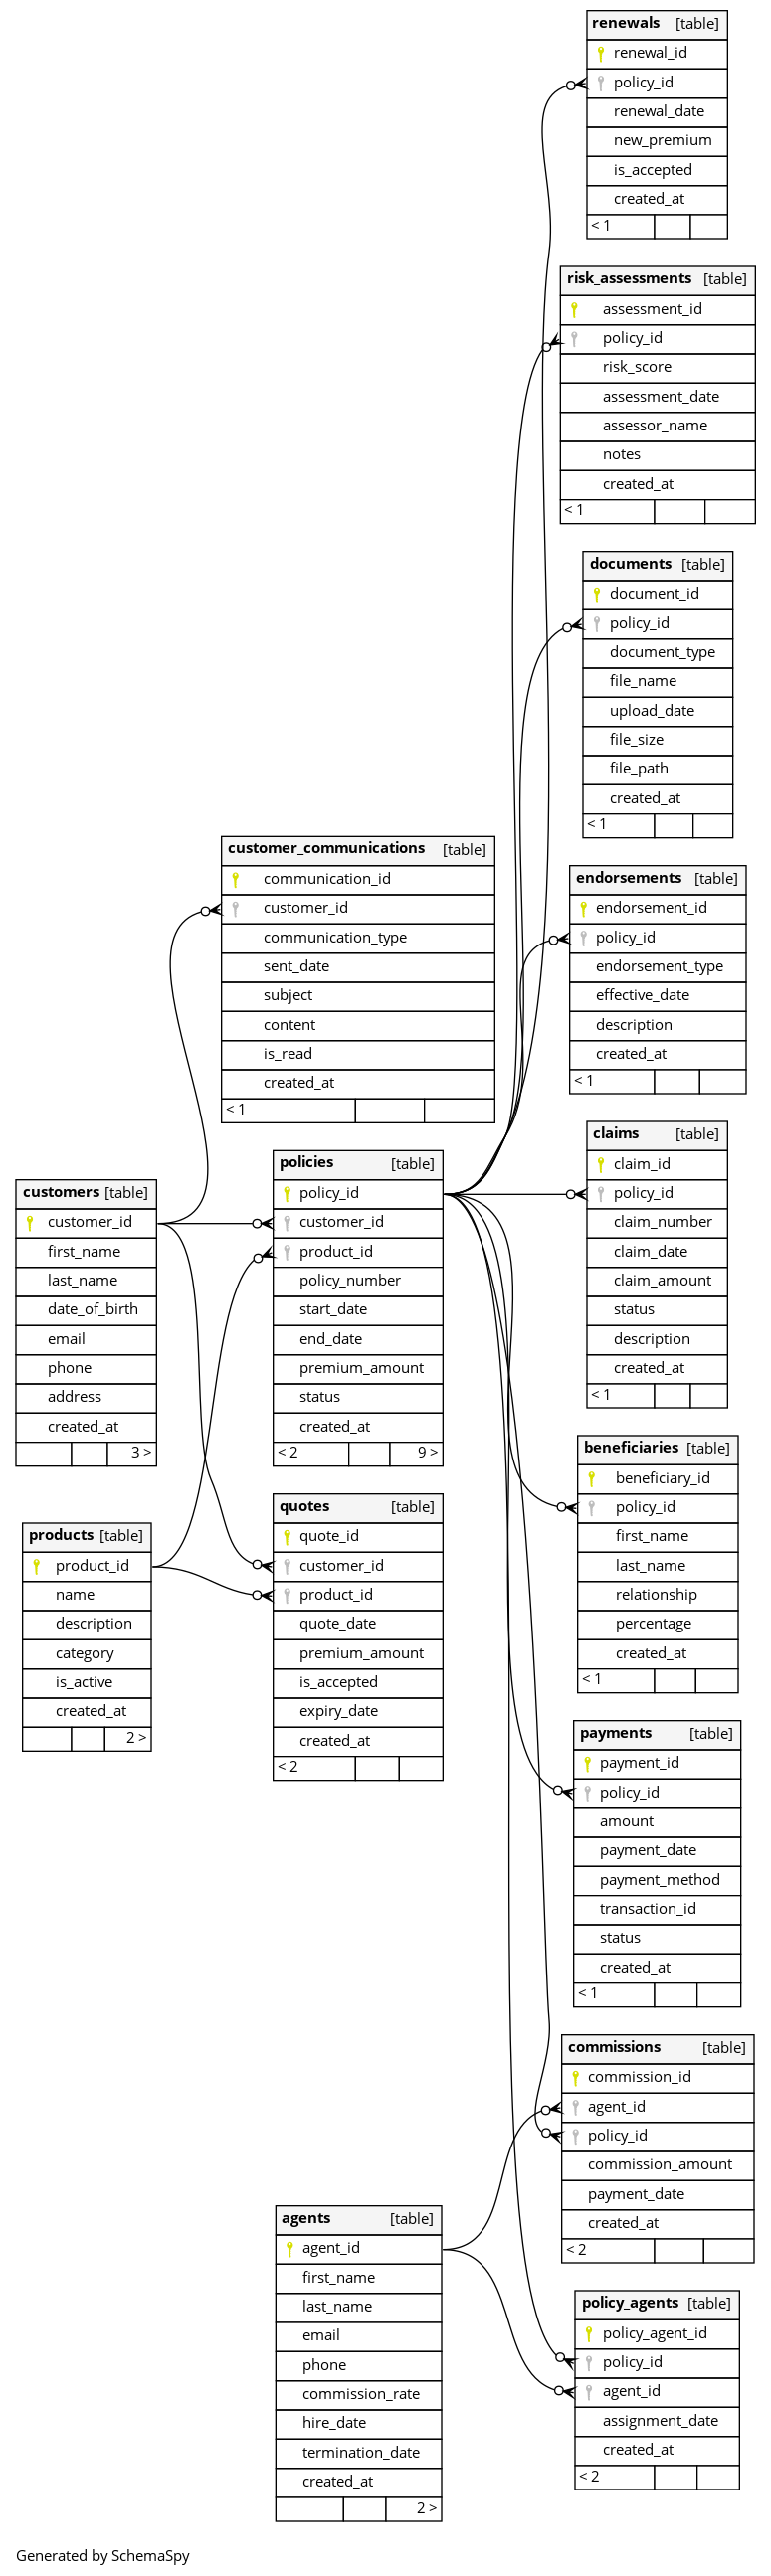 renewals [table]
renewal_id
policy_id
renewal_date
new_premium
is_accepted
created_at
< 1
risk_assessments [table]
assessment_id
policy_id
risk_score
assessment_date
assessor_name
notes
created_at
< 1
documents [table]
document_id
policy_id
document_type
file_name
upload_date
file_size
file_path
created_at
< 1
customer_communications [table]
communication_id
customer_id
communication_type
sent_date
subject
content
is_read
created_at
< 1
endorsements [table]
endorsement_id
policy_id
endorsement_type
effective_date
description
created_at
< 1
customers [table]
customer_id
first_name
last_name
date_of_birth
email
phone
address
created_at
3 >
policies [table]
policy_id
customer_id
product_id
policy_number
start_date
end_date
premium_amount
status
created_at
< 2 9 >
claims [table]
claim_id
policy_id
claim_number
claim_date
claim_amount
status
description
created_at
< 1
products [table]
product_id
name
description
category
is_active
created_at
2 >
quotes [table]
quote_id
customer_id
product_id
quote_date
premium_amount
is_accepted
expiry_date
created_at
< 2
beneficiaries [table]
beneficiary_id
policy_id
first_name
last_name
relationship
percentage
created_at
< 1
payments [table]
payment_id
policy_id
amount
payment_date
payment_method
transaction_id
status
created_at
< 1
commissions [table]
commission_id
agent_id
policy_id
commission_amount
payment_date
created_at
< 2
agents [table]
agent_id
first_name
last_name
email
phone
commission_rate
hire_date
termination_date
created_at
2 >
policy_agents [table]
policy_agent_id
policy_id
agent_id
assignment_date
created_at
< 2
Generated by SchemaSpy